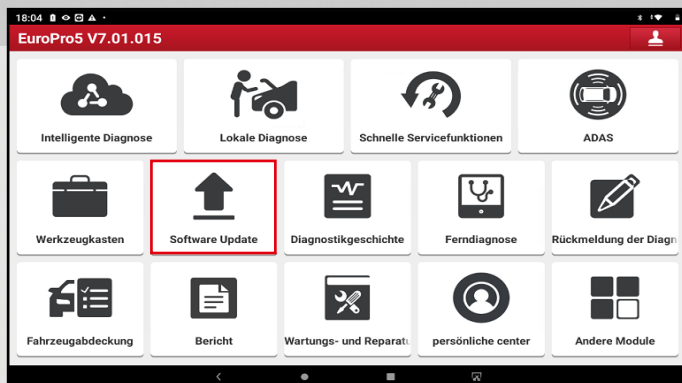 18:04
EuroPro5 V7.01.015
Intelligente Diagnose
Lokale Diagnose
Schnelle Servicefunktionen
ADAS
Werkzeugkasten
Software Update
Diagnostikgeschichte
Ferndiagnose
Rückmeldung der Diagn
Fahrzeugabdeckung
Bericht
Wartungs- und Reparatu
persönliche center
Andere Module